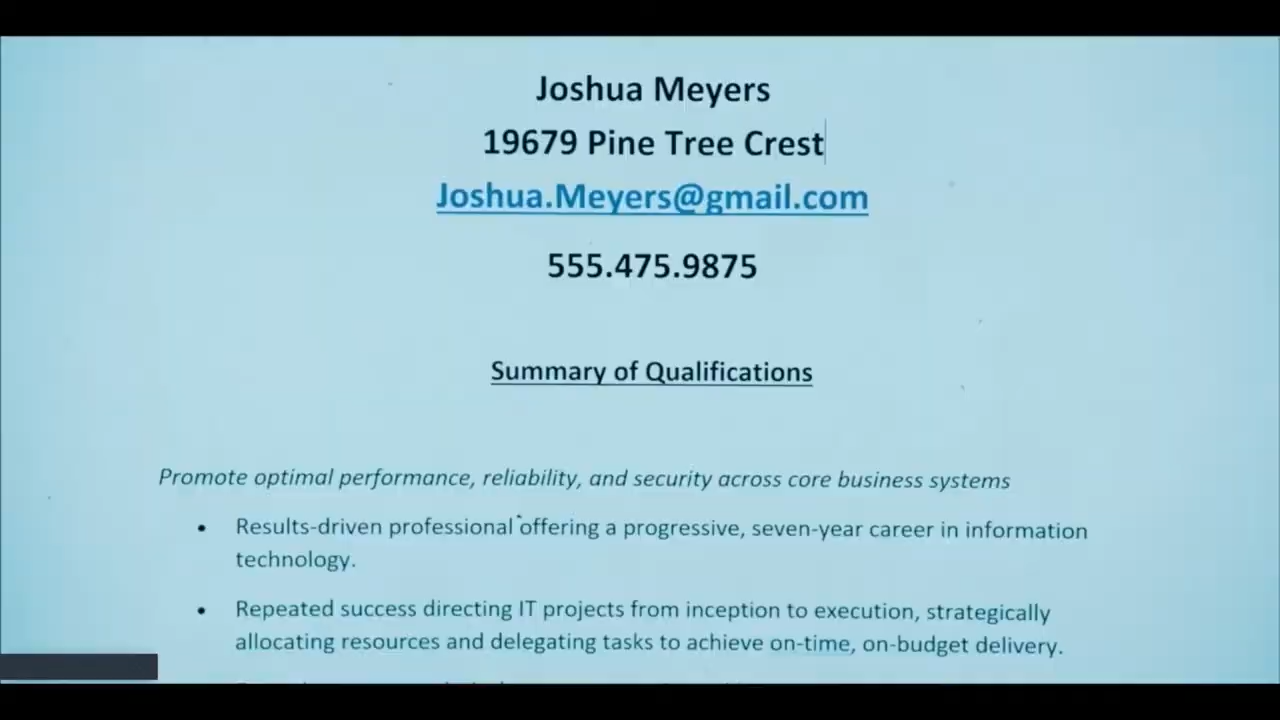 Joshua Meyers
19679 Pine Tree Crest
Joshua.Meyers@gmail.com
555.475.9875
Summary of Qualifications
Promote optimal performance, reliability, and security across core business systems
• Results-driven professional offering a progressive, seven-year career in information
technology.
• Repeated success directing IT projects from inception to execution, strategically
allocating resources and delegating tasks to achieve on-time, on-budget delivery.